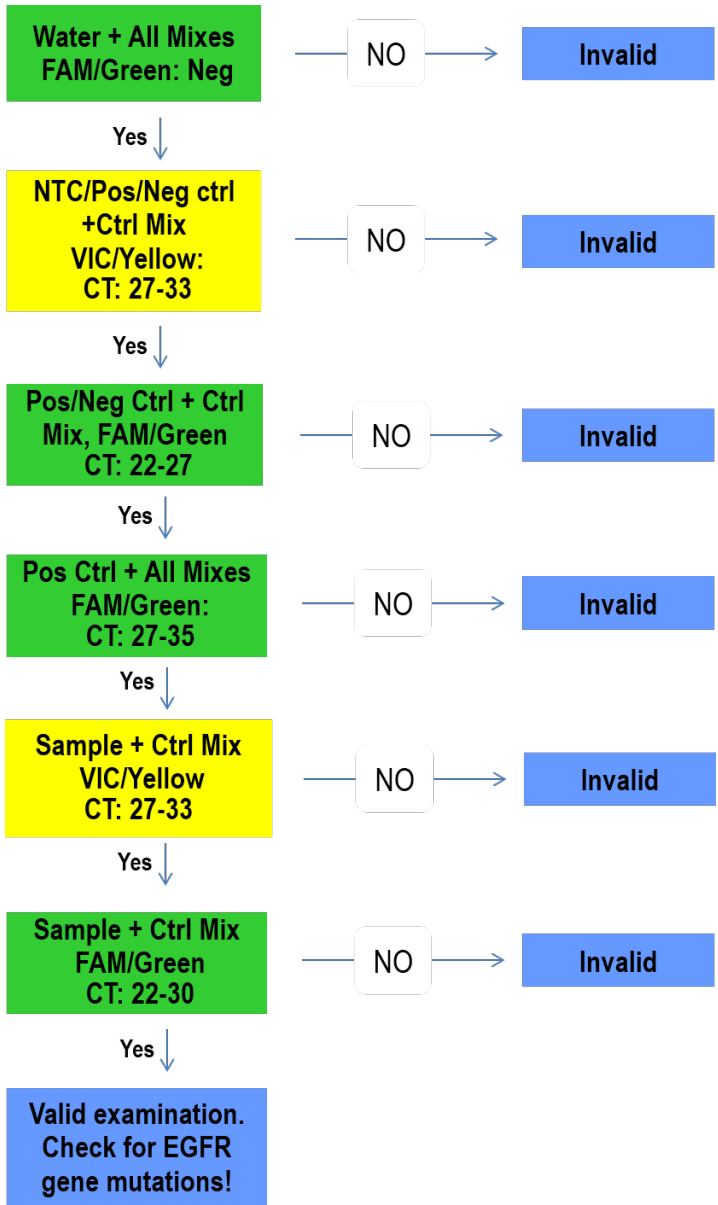 Water + All Mixes
FAM/Green: Neg
NO
Invalid
Yes
NTC/Pos/Neg ctrl
+Ctrl Mix
VIC/Yellow:
CT: 27-33
NO
Invalid
Yes
Pos/Neg Ctrl + Ctrl
Mix, FAM/Green
CT: 22-27
NO
Invalid
Yes
Pos Ctrl + All Mixes
FAM/Green:
CT: 27-35
NO
Invalid
Yes
Sample + Ctrl Mix
VIC/Yellow
CT: 27-33
NO
Invalid
Yes
Sample + Ctrl Mix
FAM/Green
CT: 22-30
NO
Invalid
Yes
Valid examination.
Check for EGFR
gene mutations!